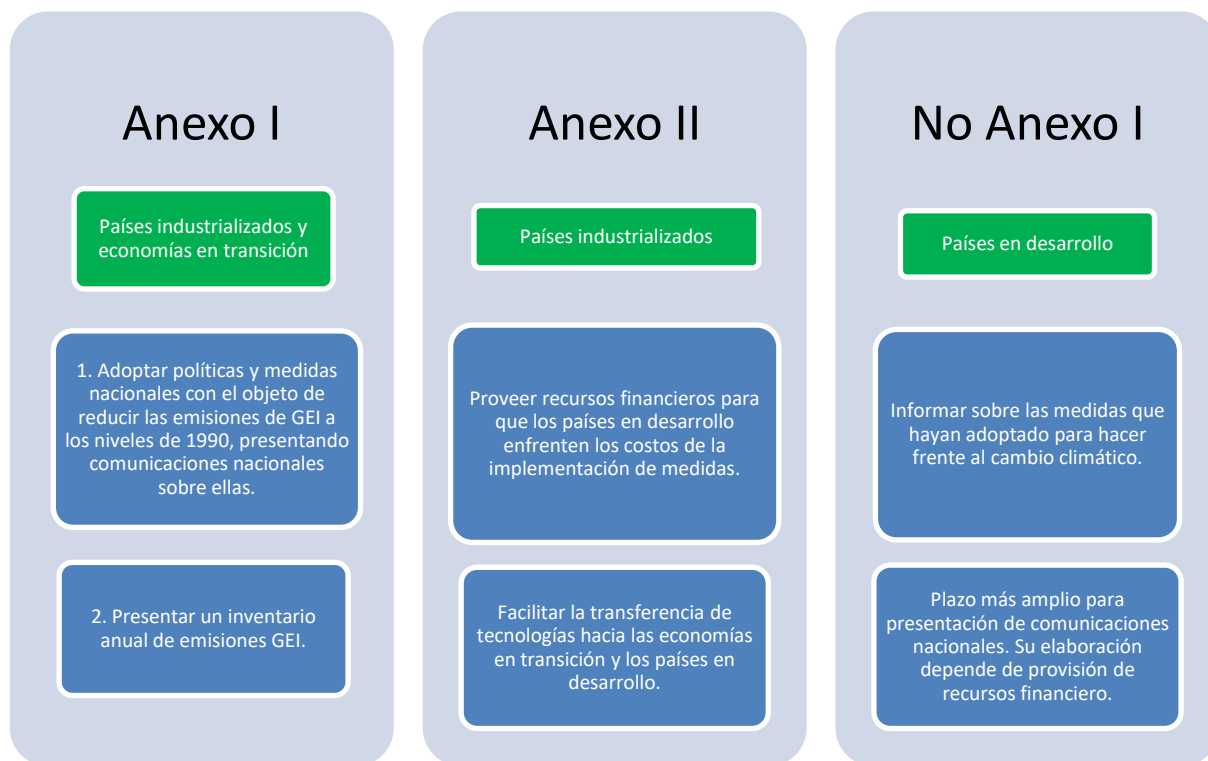 Anexo I
Países industrializados y
economías en transición
1. Adoptar políticas y medidas
nacionales con el objeto de
reducir las emisiones de GEI a
los niveles de 1990, presentando
comunicaciones nacionales
sobre ellas.
2. Presentar un inventario
anual de emisiones GEI.
Anexo II
Países industrializados
Proveer recursos financieros para
que los países en desarrollo
enfrenten los costos de la
implementación de medidas.
Facilitar la transferencia de
tecnologías hacia las economías
en transición y los países en
desarrollo.
No Anexo I
Países en desarrollo
Informar sobre las medidas que
hayan adoptado para hacer
frente al cambio climático.
Plazo más amplio para
presentación de comunicaciones
nacionales. Su elaboración
depende de provisión de
recursos financiero.